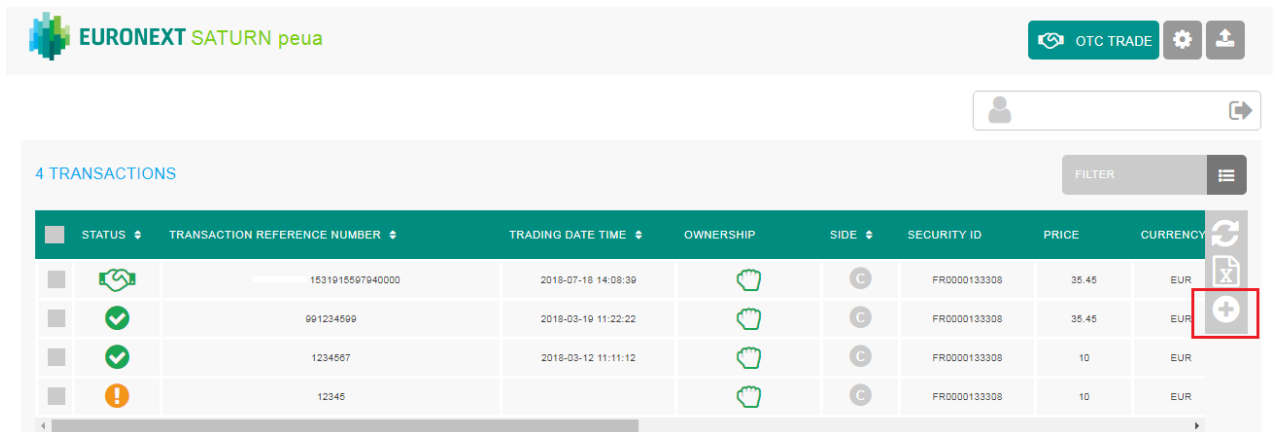 EURONEXT SATURN peua
OTC TRADE
4 TRANSACTIONS
FILTER
STATUS TRANSACTION REFERENCE NUMBER TRADING DATE TIME OWNERSHIP SIDE SECURITY ID PRICE CURRENCY
1531915597940000 2018-07-18 14:08:39 C FR0000133308 35.45 EUR
991234599 2018-03-19 11:22:22 C FR0000133308 35.45 EUR
1234567 2018-03-12 11:11:12 C FR0000133308 10 EUR
12345 C FR0000133308 10 EUR